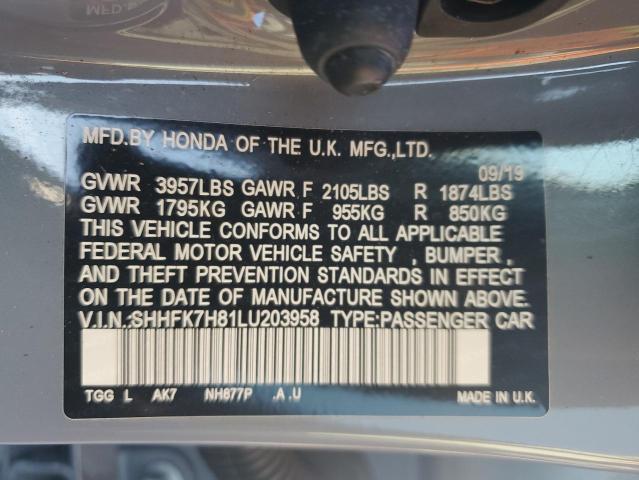 MFD.BY HONDA OF THE U.K. MFG.,LTD.
09/19
GVWR 3957LBS GAWR F 2105LBS R 1874LBS
GVWR 1795KG GAWR F 955KG R 850KG
THIS VEHICLE CONFORMS TO ALL APPLICABLE
FEDERAL MOTOR VEHICLE SAFETY , BUMPER ,
AND THEFT PREVENTION STANDARDS IN EFFECT
ON THE DATE OF MANUFACTURE SHOWN ABOVE.
V.I.N.:SHHFK7H81LU203958 TYPE:PASSENGER CAR
TGG L AK7 NH877P .A .U MADE IN U.K.